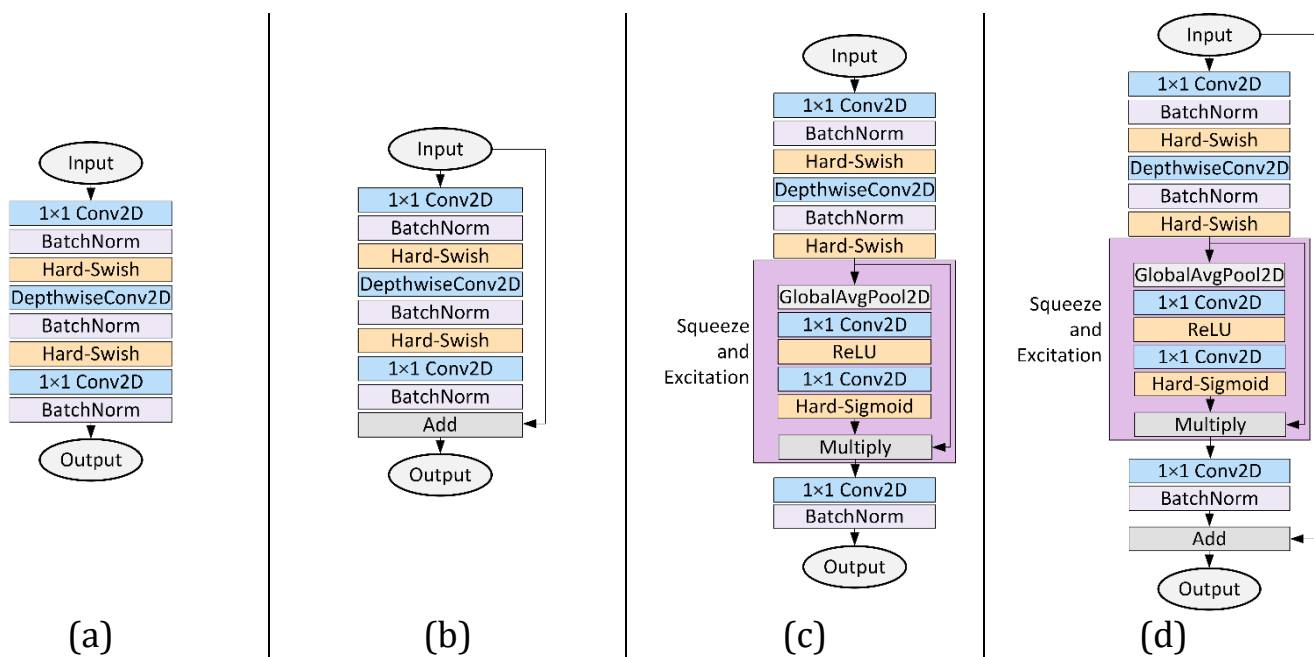 Input
1×1 Conv2D
BatchNorm
Hard-Swish
DepthwiseConv2D
BatchNorm
Hard-Swish
1×1 Conv2D
BatchNorm
Output
(a)
Input
1×1 Conv2D
BatchNorm
Hard-Swish
DepthwiseConv2D
BatchNorm
Hard-Swish
1×1 Conv2D
BatchNorm
Add
Output
(b)
Input
1×1 Conv2D
BatchNorm
Hard-Swish
DepthwiseConv2D
BatchNorm
Hard-Swish
Squeeze
and
Excitation
GlobalAvgPool2D
1×1 Conv2D
ReLU
1×1 Conv2D
Hard-Sigmoid
Multiply
1×1 Conv2D
BatchNorm
Output
(c)
Input
1×1 Conv2D
BatchNorm
Hard-Swish
DepthwiseConv2D
BatchNorm
Hard-Swish
Squeeze
and
Excitation
GlobalAvgPool2D
1×1 Conv2D
ReLU
1×1 Conv2D
Hard-Sigmoid
Multiply
1×1 Conv2D
BatchNorm
Add
Output
(d)